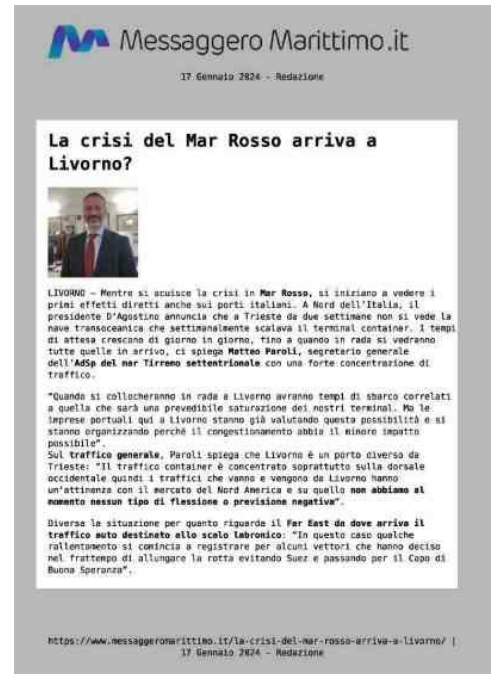 Messaggero Marittimo.it
17 Gennaio 2024 - Redazione
La crisi del Mar Rosso arriva a
Livorno?
LIVORNO – Mentre si acuisce la crisi in Mar Rosso, si iniziano a vedere i
primi effetti diretti anche sui porti italiani. A Nord dell'Italia, il
presidente D'Agostino annuncia che a Trieste da due settimane non si vede la
nave transoceanica che settimanalmente scalava il terminal container. I tempi
di attesa crescono di giorno in giorno, fino a quando in rada si vedranno
tutte quelle in arrivo, ci spiega Matteo Paroli, segretario generale
dell'AdSp del mar Tirreno settentrionale con una forte concentrazione di
traffico.
"Quando si collocheranno in rada a Livorno avranno tempi di sbarco correlati
a quella che sarà una prevedibile saturazione dei nostri terminal. Ma le
imprese portuali qui a Livorno stanno già valutando questa possibilità e si
stanno organizzando perché il congestionamento abbia il minore impatto
possibile".
Sul traffico generale, Paroli spiega che Livorno è un porto diverso da
Trieste: "Il traffico container è concentrato soprattutto sulla dorsale
occidentale quindi i traffici che vanno e vengono da Livorno hanno
un'attinenza con il mercato del Nord America e su quello non abbiamo al
momento nessun tipo di flessione o previsione negativa".
Diversa la situazione per quanto riguarda il Far East da dove arriva il
traffico auto destinato allo scalo labronico: "In questo caso qualche
rallentamento si comincia a registrare per alcuni vettori che hanno deciso
nel frattempo di allungare la rotta evitando Suez e passando per il Capo di
Buona Speranza".
https://www.messaggeromarittimo.it/la-crisi-del-mar-rosso-arriva-a-livorno/ |
17 Gennaio 2024 - Redazione